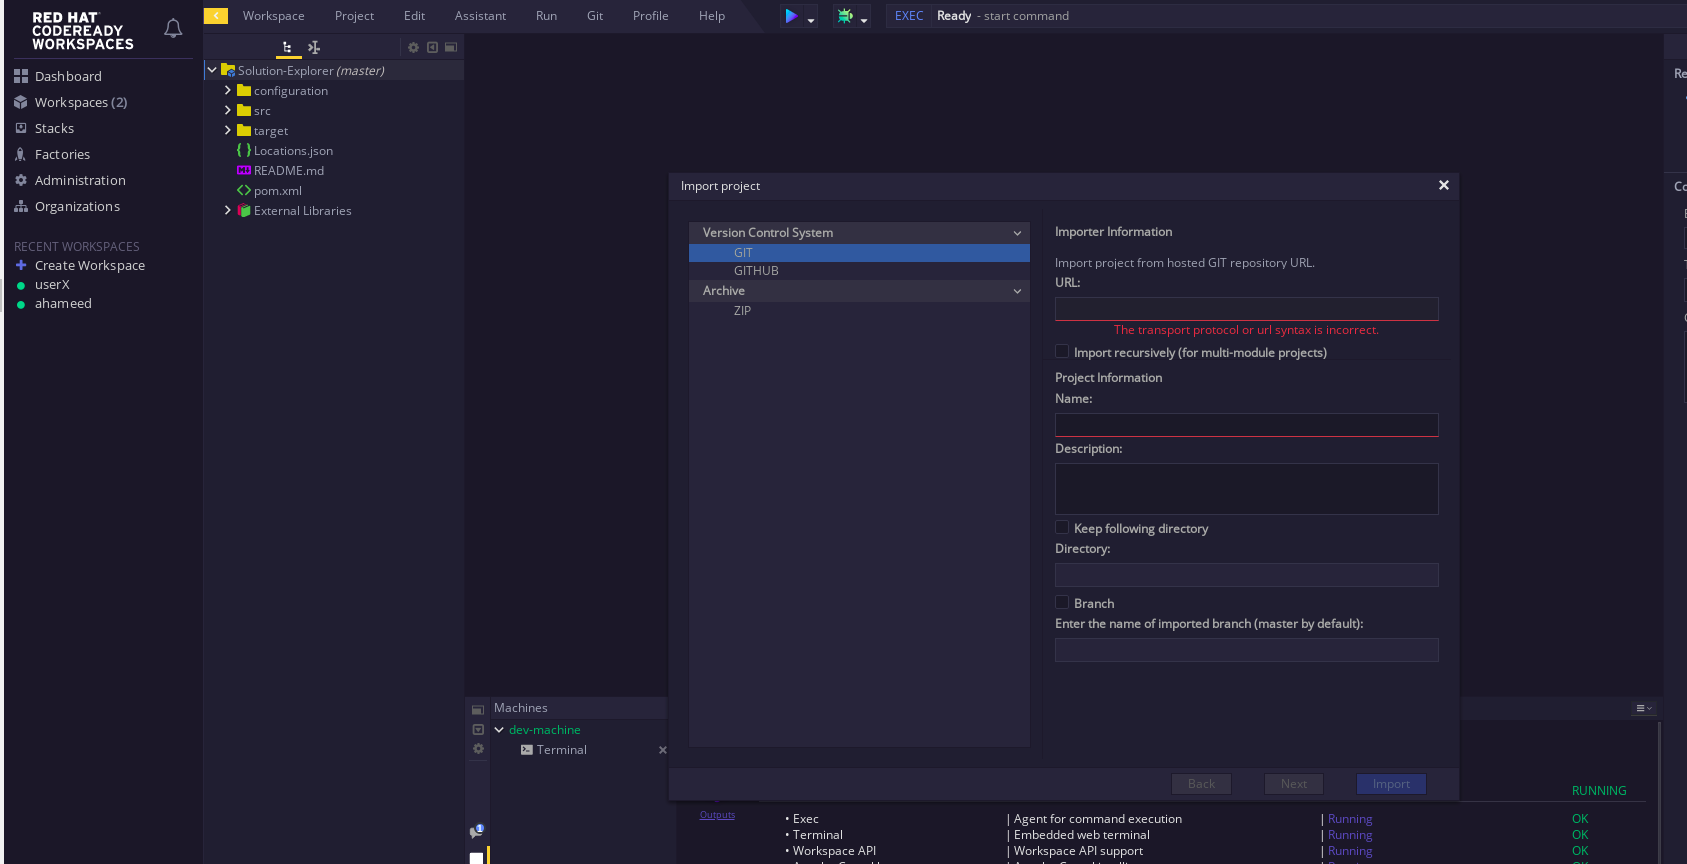 RED HAT
CODEREADY
WORKSPACES
Workspace Project Edit Assistant Run Git Profile Help
EXEC Ready - start command
Dashboard
Workspaces (2)
Stacks
Factories
Administration
Organizations
RECENT WORKSPACES
Create Workspace
userX
ahameed
Solution-Explorer (master)
configuration
src
target
Locations.json
README.md
pom.xml
External Libraries
Import project
Version Control System
GIT
GITHUB
Archive
ZIP
Importer Information
Import project from hosted GIT repository URL.
URL:
The transport protocol or url syntax is incorrect.
Import recursively (for multi-module projects)
Project Information
Name:
Description:
Keep following directory
Directory:
Branch
Enter the name of imported branch (master by default):
Back Next Import
Re
Co
Machines
dev-machine
Terminal
1
RUNNING
Outputs
• Exec | Agent for command execution | Running OK
• Terminal | Embedded web terminal | Running OK
• Workspace API | Workspace API support | Running OK